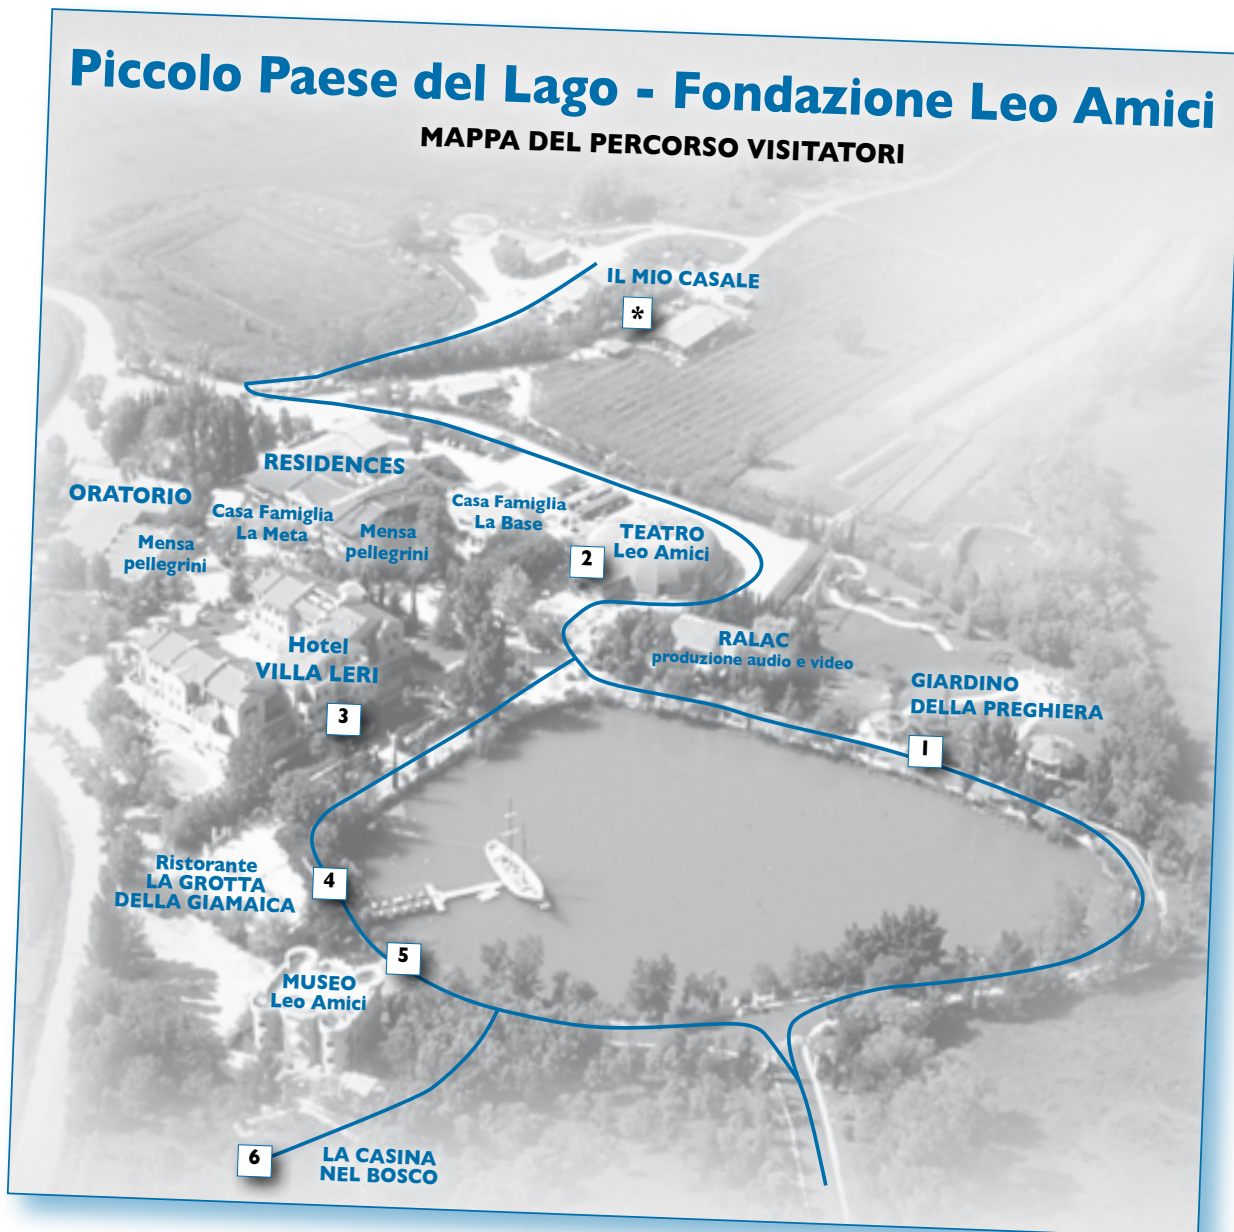 Piccolo Paese del Lago - Fondazione Leo Amici
MAPPA DEL PERCORSO VISITATORI
IL MIO CASALE
*
RESIDENCES
ORATORIO
Mensa
pellegrini
Casa Famiglia
La Meta
Mensa
pellegrini
Casa Famiglia
La Base
2
TEATRO
Leo Amici
Hotel
VILLA LERI
3
RALAC
produzione audio e video
GIARDINO
DELLA PREGHIERA
1
Ristorante
LA GROTTA
DELLA GIAMAICA
4
5
MUSEO
Leo Amici
6
LA CASINA
NEL BOSCO